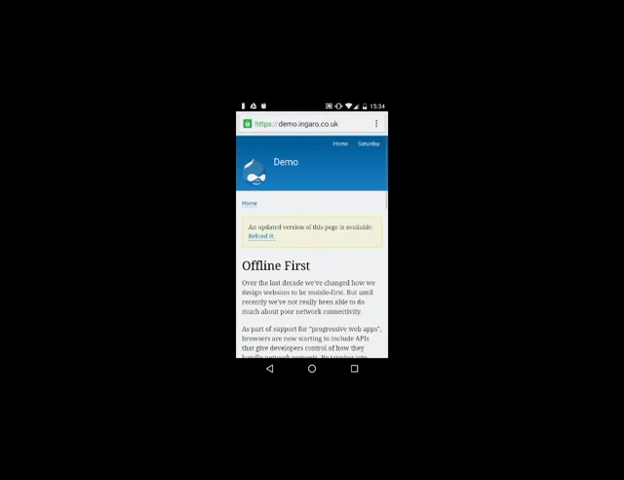 15:34
https://demo.ingaro.co.uk
Home Saturday
Demo
Home
An updated version of this page is available.
Reload it.
Offline First
Over the last decade we've changed how we
design websites to be mobile-first. But until
recently we've not really been able to do
much about poor network connectivity.
As part of support for "progressive web apps",
browsers are now starting to include APIs
that give developers control of how they
handle network requests. By tapping into